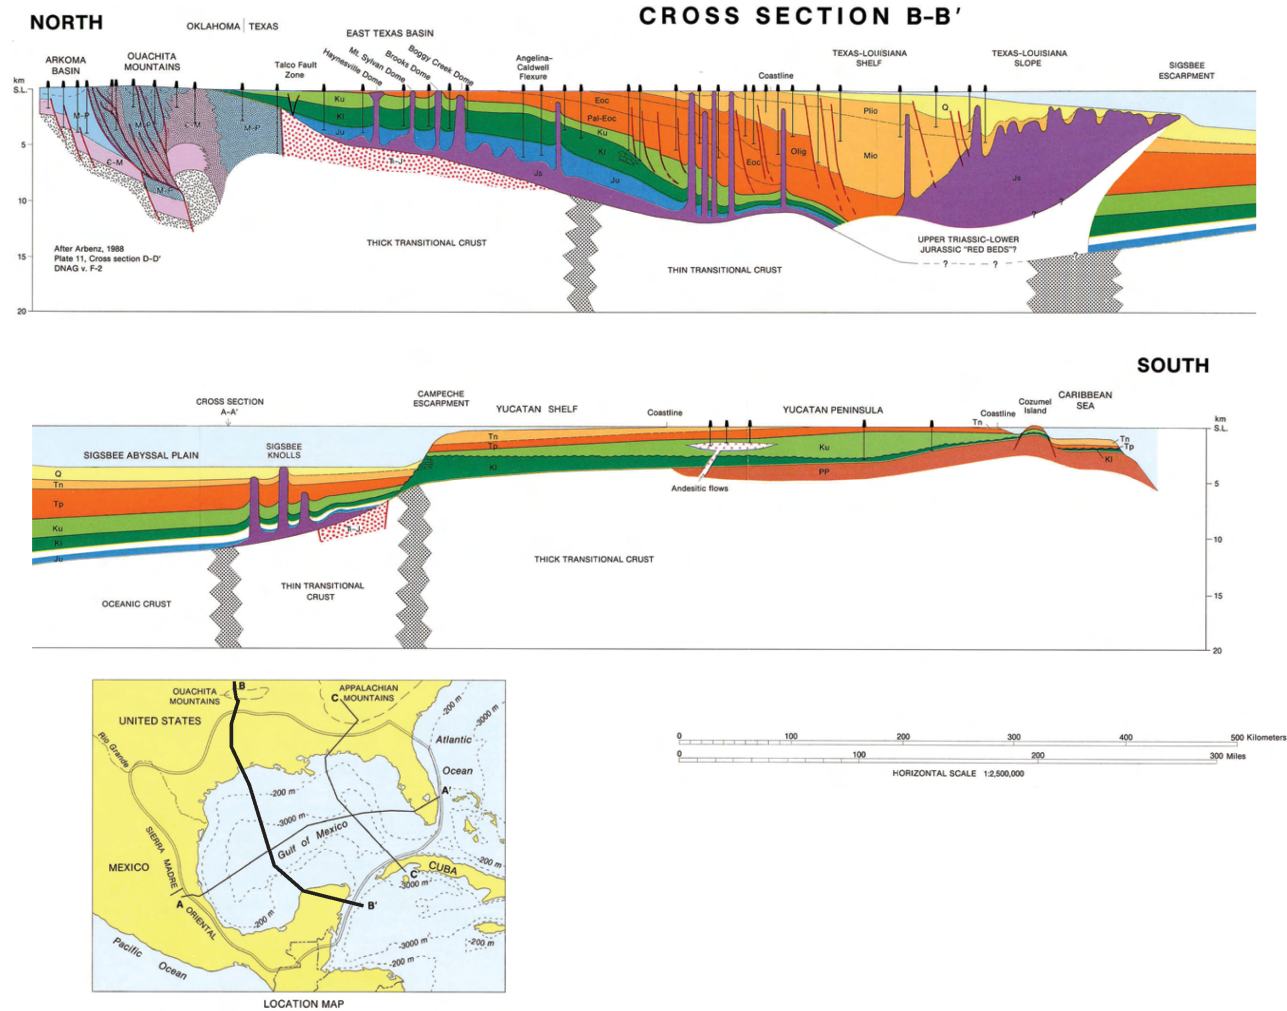 CROSS SECTION B–B′
NORTH
OKLAHOMA | TEXAS
ARKOMA
BASIN
OUACHITA
MOUNTAINS
Talco Fault
Zone
EAST TEXAS BASIN
Haynesville Dome
Mt. Sylvan Dome
Brooks Dome
Boggy Creek Dome
Angelina–
Caldwell
Flexure
Coastline
TEXAS-LOUISIANA
SHELF
TEXAS-LOUISIANA
SLOPE
SIGSBEE
ESCARPMENT
km
S.L.
5
10
15
20
M-P
M-P
C-M
M-P
C-M
M-P
Ku
Kl
Ju
Js
Eoc
Pal-Eoc
Ku
Kl
Ju
Eoc
Olig
Plio
Mio
Q
Js
?
?
After Arbenz, 1988
Plate 11, Cross section D–D′
DNAG v. F-2
THICK TRANSITIONAL CRUST
THIN TRANSITIONAL CRUST
UPPER TRIASSIC–LOWER
JURASSIC "RED BEDS"?
?
?
?
SOUTH
CROSS SECTION
A–A′
CAMPECHE
ESCARPMENT
YUCATAN SHELF
Coastline
YUCATAN PENINSULA
Coastline
Cozumel
Island
CARIBBEAN
SEA
km
S.L.
5
10
15
20
SIGSBEE ABYSSAL PLAIN
SIGSBEE
KNOLLS
Q
Tn
Tp
Ku
Kl
Ju
Tn
Tp
Kl
Ku
PP
Tn
Tn
Tp
Kl
Andesitic flows
OCEANIC CRUST
THIN TRANSITIONAL
CRUST
THICK TRANSITIONAL CRUST
B
OUACHITA
MOUNTAINS
C
APPALACHIAN
MOUNTAINS
UNITED STATES
Rio Grande
-200 m
-3000 m
Atlantic
Ocean
-200 m
-3000 m
A′
Gulf of Mexico
SIERRA MADRE
ORIENTAL
MEXICO
A
-200 m
CUBA
C′
-3000 m
-200 m
B′
-3000 m
-200 m
-200 m
Pacific
Ocean
LOCATION MAP
0 100 200 300 400 500 Kilometers
0 100 200 300 Miles
HORIZONTAL SCALE 1:2,500,000